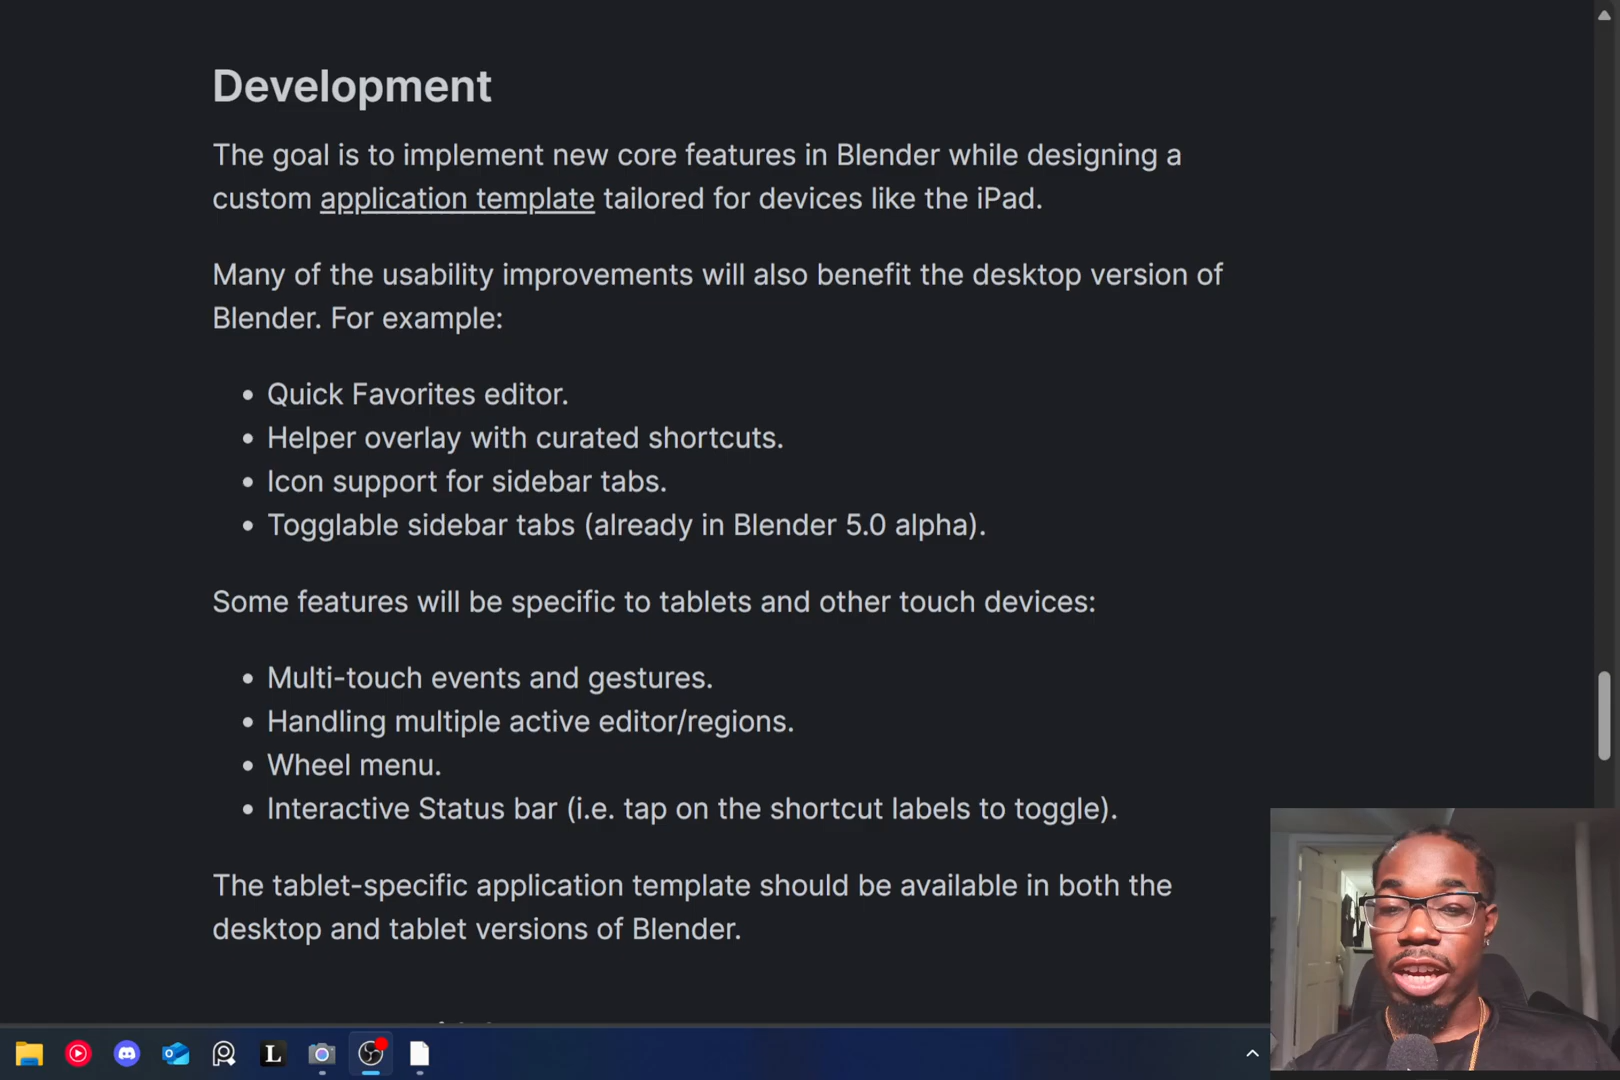 Development
The goal is to implement new core features in Blender while designing a
custom application template tailored for devices like the iPad.
Many of the usability improvements will also benefit the desktop version of
Blender. For example:
• Quick Favorites editor.
• Helper overlay with curated shortcuts.
• Icon support for sidebar tabs.
• Togglable sidebar tabs (already in Blender 5.0 alpha).
Some features will be specific to tablets and other touch devices:
• Multi-touch events and gestures.
• Handling multiple active editor/regions.
• Wheel menu.
• Interactive Status bar (i.e. tap on the shortcut labels to toggle).
The tablet-specific application template should be available in both the
desktop and tablet versions of Blender.
L